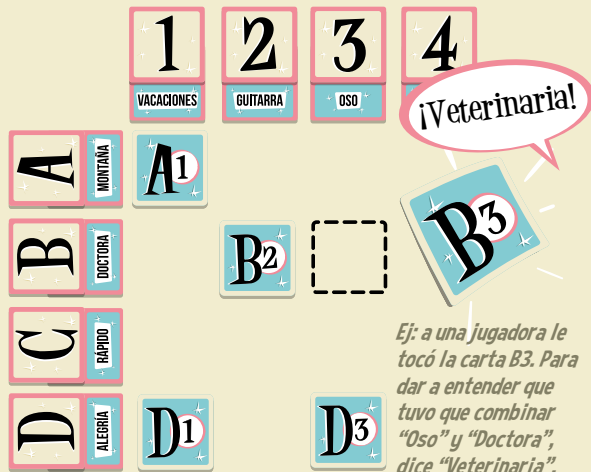 1 2 3 4
VACACIONES GUITARRA OSO
¡Veterinaria!
A MONTAÑA A1
B DOCTORA B2 B3
C RÁPIDO
D ALEGRÍA D1 D3
Ej: a una jugadora le
tocó la carta B3. Para
dar a entender que
tuvo que combinar
“Oso” y “Doctora”,
dice “Veterinaria”.